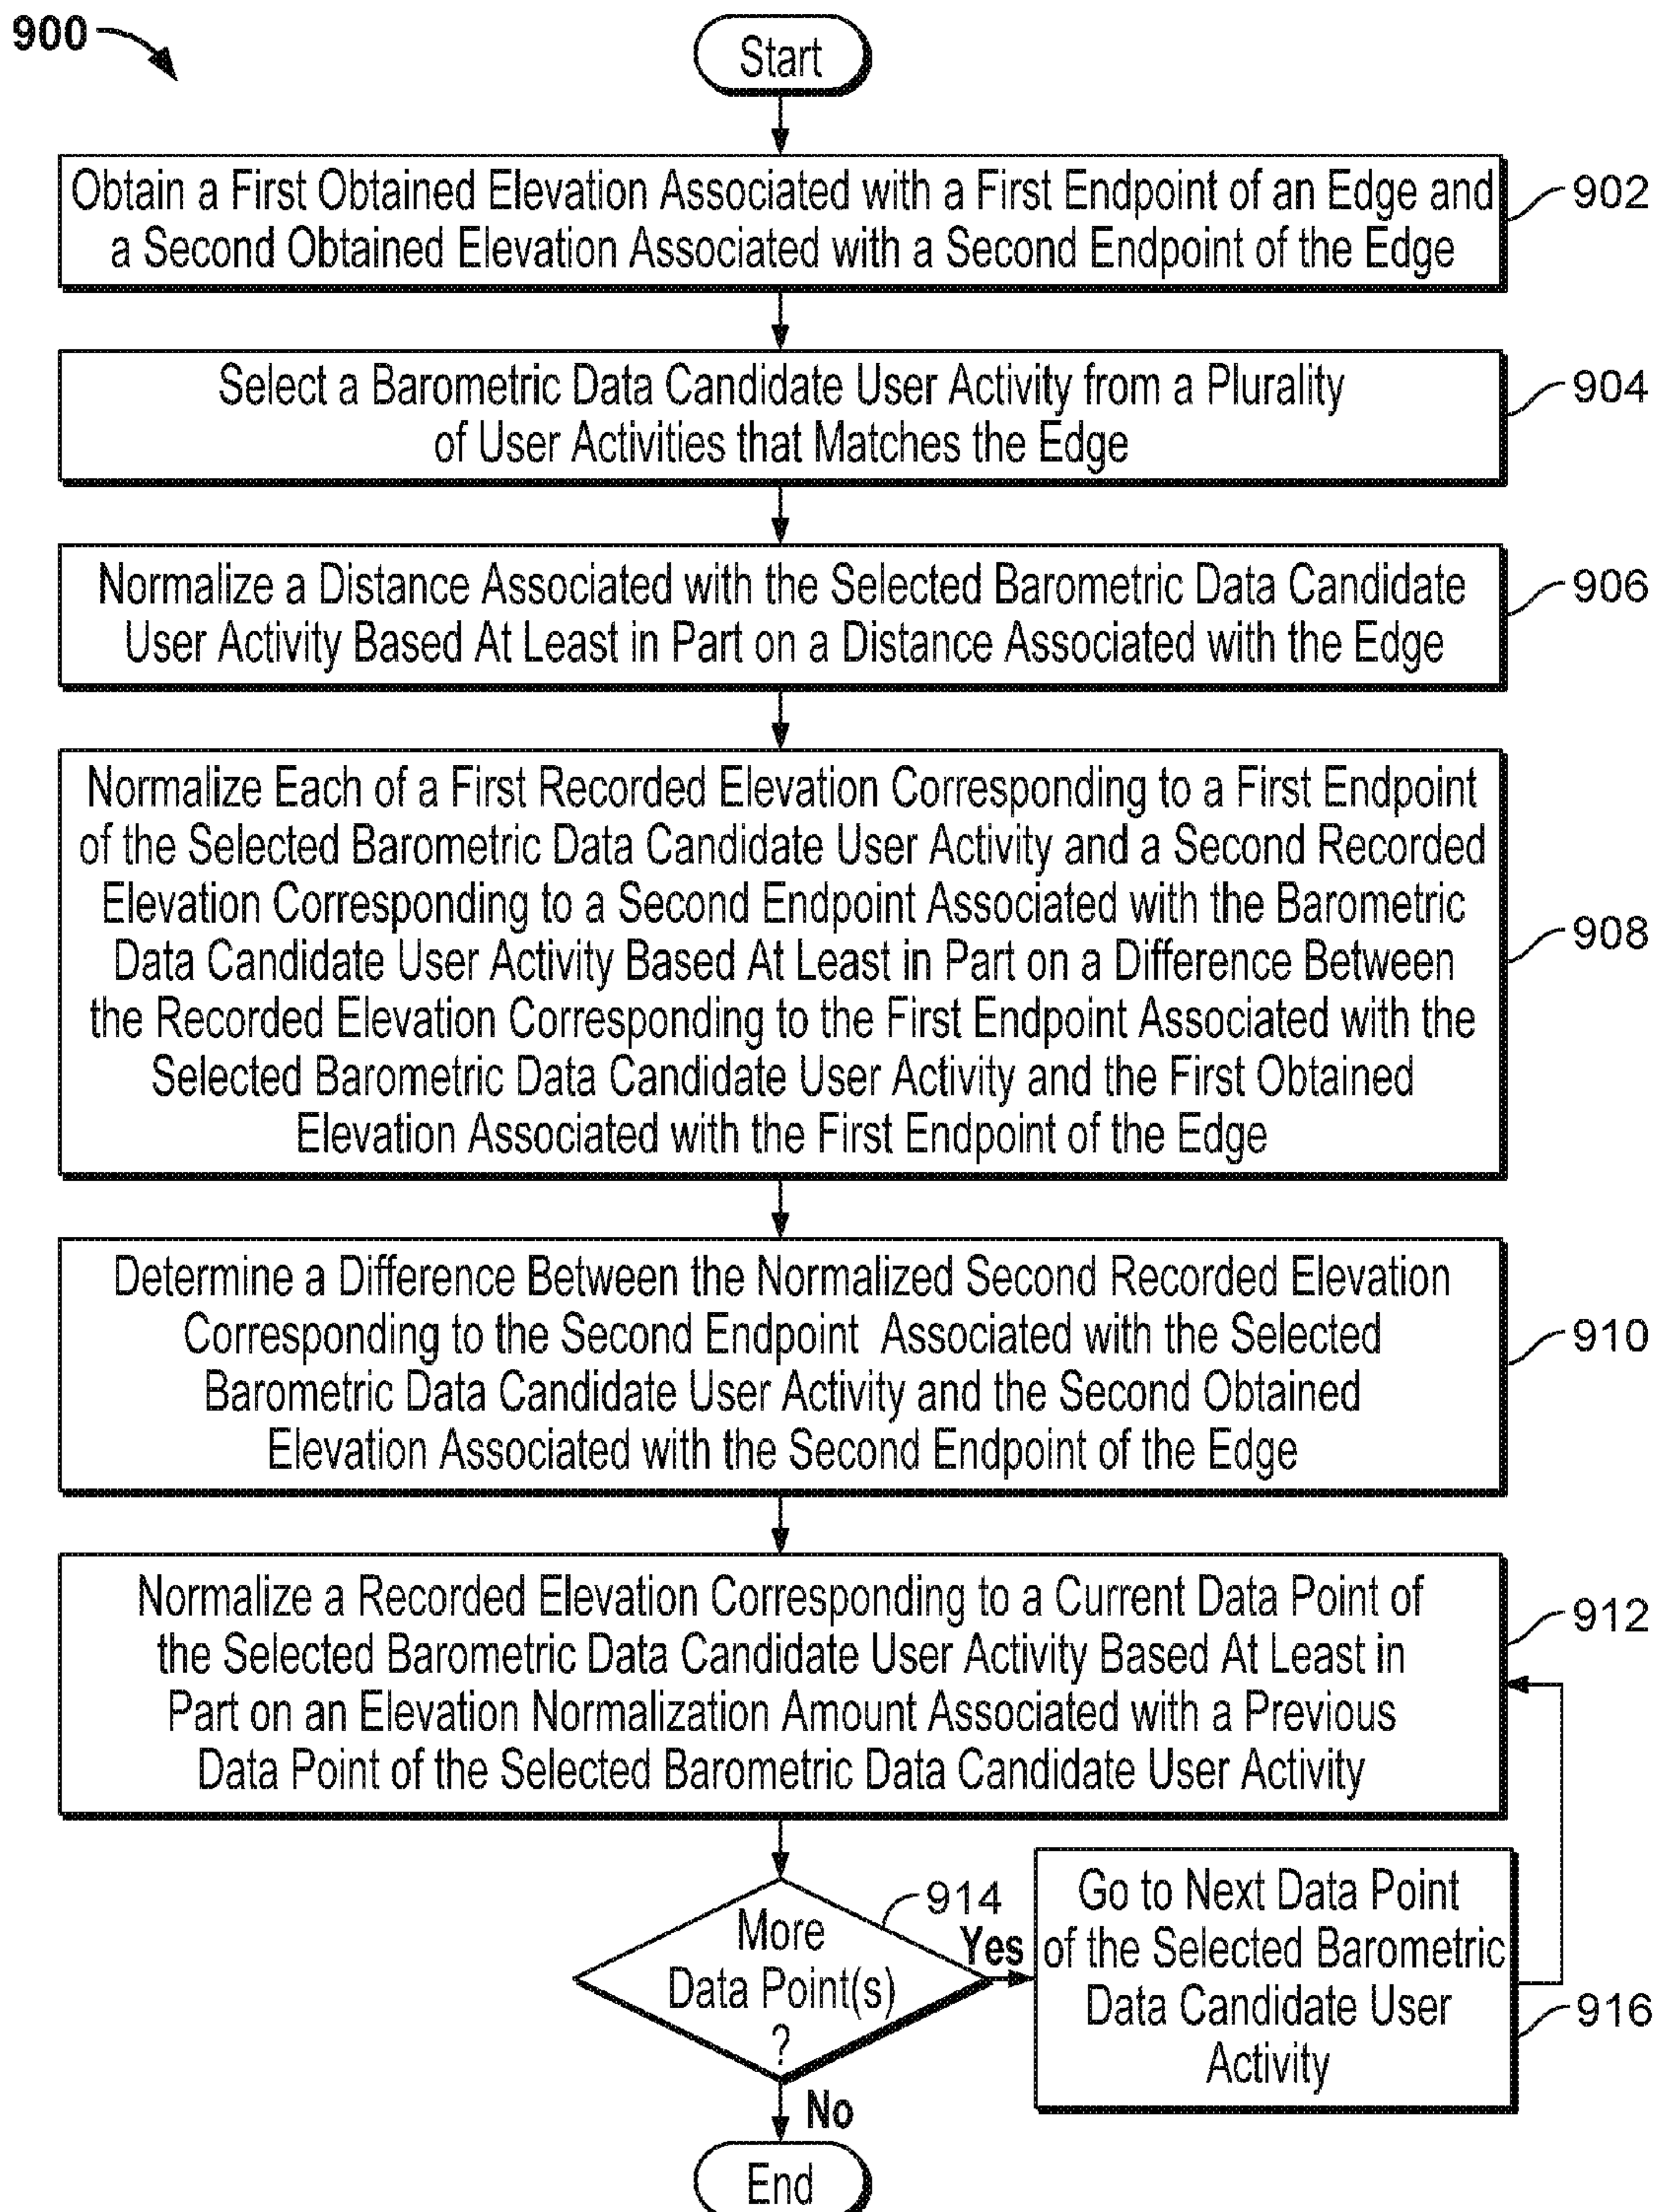 900
Start
Obtain a First Obtained Elevation Associated with a First Endpoint of an Edge and
a Second Obtained Elevation Associated with a Second Endpoint of the Edge
902
Select a Barometric Data Candidate User Activity from a Plurality
of User Activities that Matches the Edge
904
Normalize a Distance Associated with the Selected Barometric Data Candidate
User Activity Based At Least in Part on a Distance Associated with the Edge
906
Normalize Each of a First Recorded Elevation Corresponding to a First Endpoint
of the Selected Barometric Data Candidate User Activity and a Second Recorded
Elevation Corresponding to a Second Endpoint Associated with the Barometric
Data Candidate User Activity Based At Least in Part on a Difference Between
the Recorded Elevation Corresponding to the First Endpoint Associated with the
Selected Barometric Data Candidate User Activity and the First Obtained
Elevation Associated with the First Endpoint of the Edge
908
Determine a Difference Between the Normalized Second Recorded Elevation
Corresponding to the Second Endpoint Associated with the Selected
Barometric Data Candidate User Activity and the Second Obtained
Elevation Associated with the Second Endpoint of the Edge
910
Normalize a Recorded Elevation Corresponding to a Current Data Point of
the Selected Barometric Data Candidate User Activity Based At Least in
Part on an Elevation Normalization Amount Associated with a Previous
Data Point of the Selected Barometric Data Candidate User Activity
912
More
Data Point(s)
?
914
Yes
Go to Next Data Point
of the Selected Barometric
Data Candidate User
Activity
916
No
End